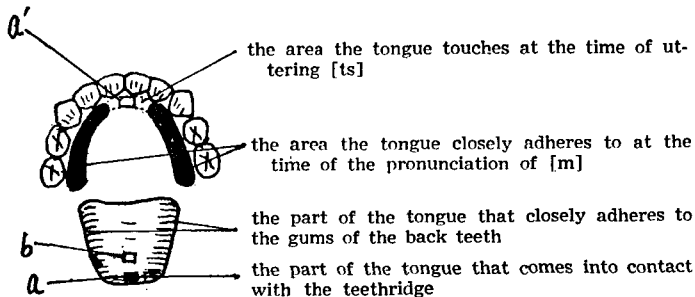 a′
the area the tongue touches at the time of ut-
tering [ts]
the area the tongue closely adheres to at the
time of the pronunciation of [m]
the part of the tongue that closely adheres to
the gums of the back teeth
b
a
the part of the tongue that comes into contact
with the teethridge